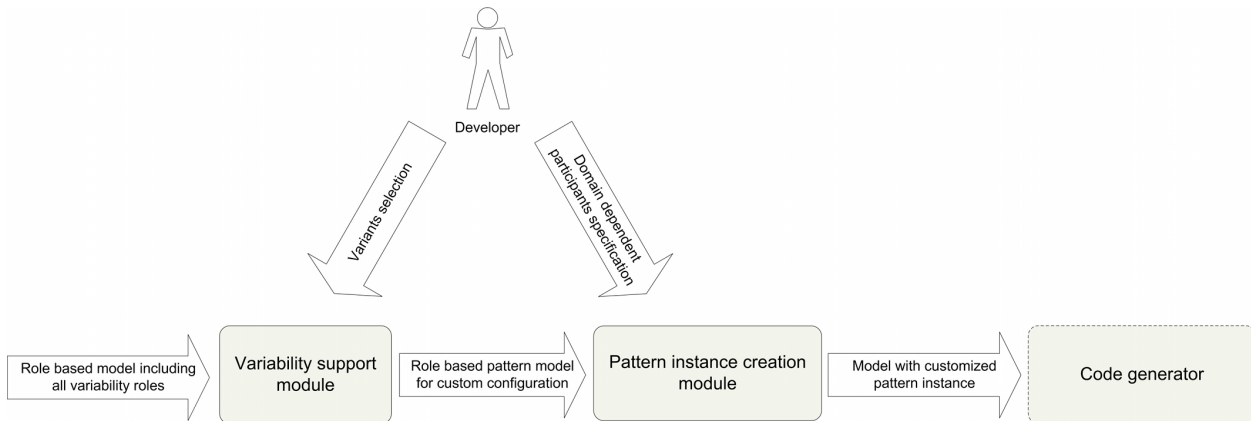 Developer
Variants selection
Domain dependent
participants specification
Role based model including
all variability roles
Variability support
module
Role based pattern model
for custom configuration
Pattern instance creation
module
Model with customized
pattern instance
Code generator